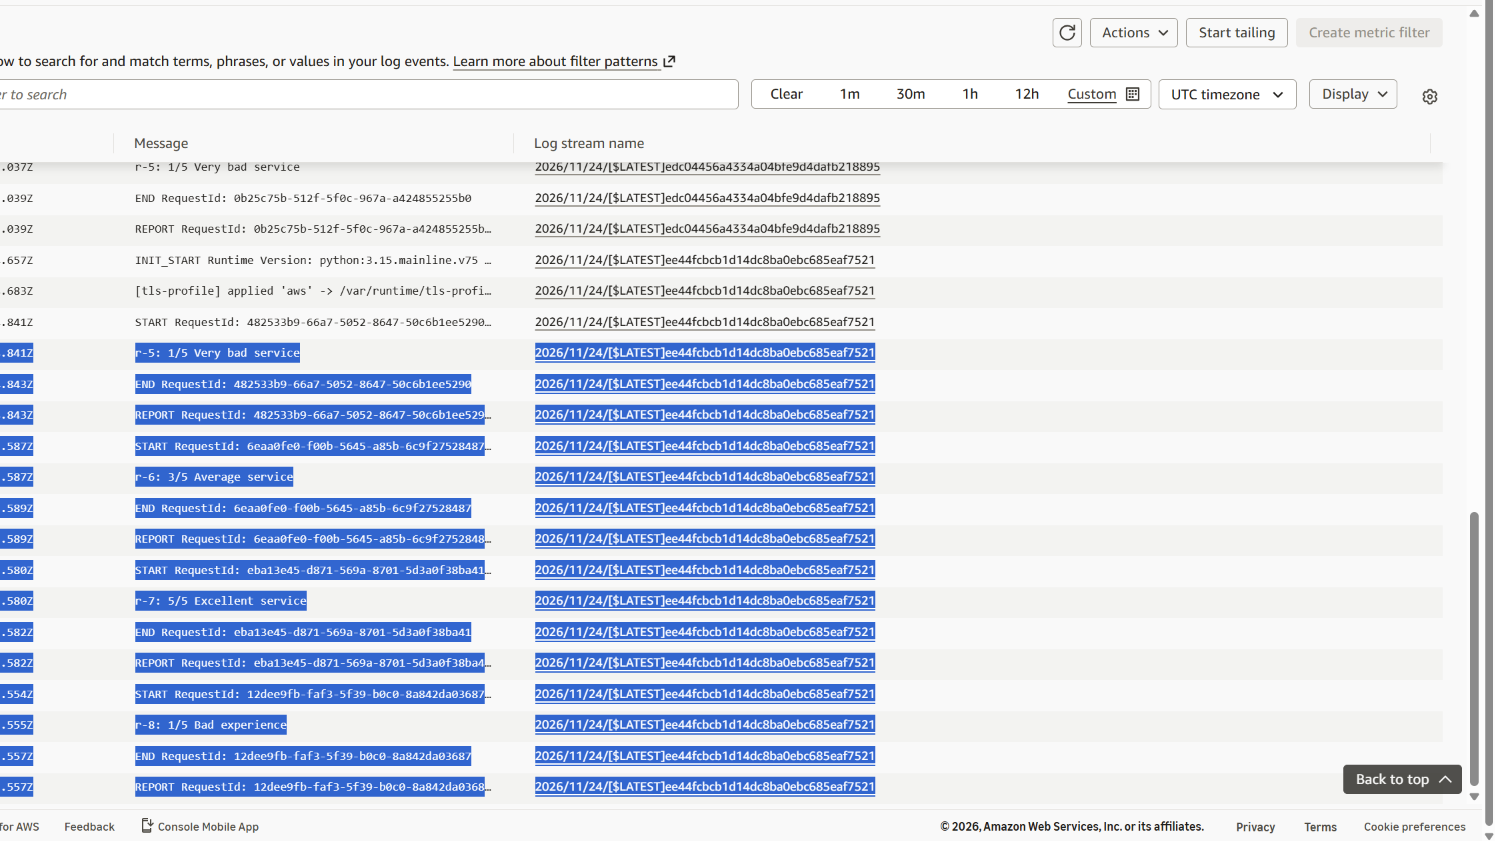 Actions Start tailing Create metric filter
ow to search for and match terms, phrases, or values in your log events. Learn more about filter patterns
er to search Clear 1m 30m 1h 12h Custom UTC timezone Display
Message Log stream name
.037Z r-5: 1/5 Very bad service 2026/11/24/[$LATEST]edc04456a4334a04bfe9d4dafb218895
.039Z END RequestId: 0b25c75b-512f-5f0c-967a-a424855255b0 2026/11/24/[$LATEST]edc04456a4334a04bfe9d4dafb218895
.039Z REPORT RequestId: 0b25c75b-512f-5f0c-967a-a424855255b… 2026/11/24/[$LATEST]edc04456a4334a04bfe9d4dafb218895
.657Z INIT_START Runtime Version: python:3.15.mainline.v75 … 2026/11/24/[$LATEST]ee44fcbcb1d14dc8ba0ebc685eaf7521
.683Z [tls-profile] applied 'aws' -> /var/runtime/tls-profi… 2026/11/24/[$LATEST]ee44fcbcb1d14dc8ba0ebc685eaf7521
.841Z START RequestId: 482533b9-66a7-5052-8647-50c6b1ee5290… 2026/11/24/[$LATEST]ee44fcbcb1d14dc8ba0ebc685eaf7521
.841Z r-5: 1/5 Very bad service 2026/11/24/[$LATEST]ee44fcbcb1d14dc8ba0ebc685eaf7521
.843Z END RequestId: 482533b9-66a7-5052-8647-50c6b1ee5290 2026/11/24/[$LATEST]ee44fcbcb1d14dc8ba0ebc685eaf7521
.843Z REPORT RequestId: 482533b9-66a7-5052-8647-50c6b1ee529… 2026/11/24/[$LATEST]ee44fcbcb1d14dc8ba0ebc685eaf7521
.587Z START RequestId: 6eaa0fe0-f00b-5645-a85b-6c9f27528487… 2026/11/24/[$LATEST]ee44fcbcb1d14dc8ba0ebc685eaf7521
.587Z r-6: 3/5 Average service 2026/11/24/[$LATEST]ee44fcbcb1d14dc8ba0ebc685eaf7521
.589Z END RequestId: 6eaa0fe0-f00b-5645-a85b-6c9f27528487 2026/11/24/[$LATEST]ee44fcbcb1d14dc8ba0ebc685eaf7521
.589Z REPORT RequestId: 6eaa0fe0-f00b-5645-a85b-6c9f2752848… 2026/11/24/[$LATEST]ee44fcbcb1d14dc8ba0ebc685eaf7521
.580Z START RequestId: eba13e45-d871-569a-8701-5d3a0f38ba41… 2026/11/24/[$LATEST]ee44fcbcb1d14dc8ba0ebc685eaf7521
.580Z r-7: 5/5 Excellent service 2026/11/24/[$LATEST]ee44fcbcb1d14dc8ba0ebc685eaf7521
.582Z END RequestId: eba13e45-d871-569a-8701-5d3a0f38ba41 2026/11/24/[$LATEST]ee44fcbcb1d14dc8ba0ebc685eaf7521
.582Z REPORT RequestId: eba13e45-d871-569a-8701-5d3a0f38ba4… 2026/11/24/[$LATEST]ee44fcbcb1d14dc8ba0ebc685eaf7521
.554Z START RequestId: 12dee9fb-faf3-5f39-b0c0-8a842da03687… 2026/11/24/[$LATEST]ee44fcbcb1d14dc8ba0ebc685eaf7521
.555Z r-8: 1/5 Bad experience 2026/11/24/[$LATEST]ee44fcbcb1d14dc8ba0ebc685eaf7521
.557Z END RequestId: 12dee9fb-faf3-5f39-b0c0-8a842da03687 2026/11/24/[$LATEST]ee44fcbcb1d14dc8ba0ebc685eaf7521
.557Z REPORT RequestId: 12dee9fb-faf3-5f39-b0c0-8a842da0368… 2026/11/24/[$LATEST]ee44fcbcb1d14dc8ba0ebc685eaf7521
Back to top
for AWS Feedback Console Mobile App © 2026, Amazon Web Services, Inc. or its affiliates. Privacy Terms Cookie preferences